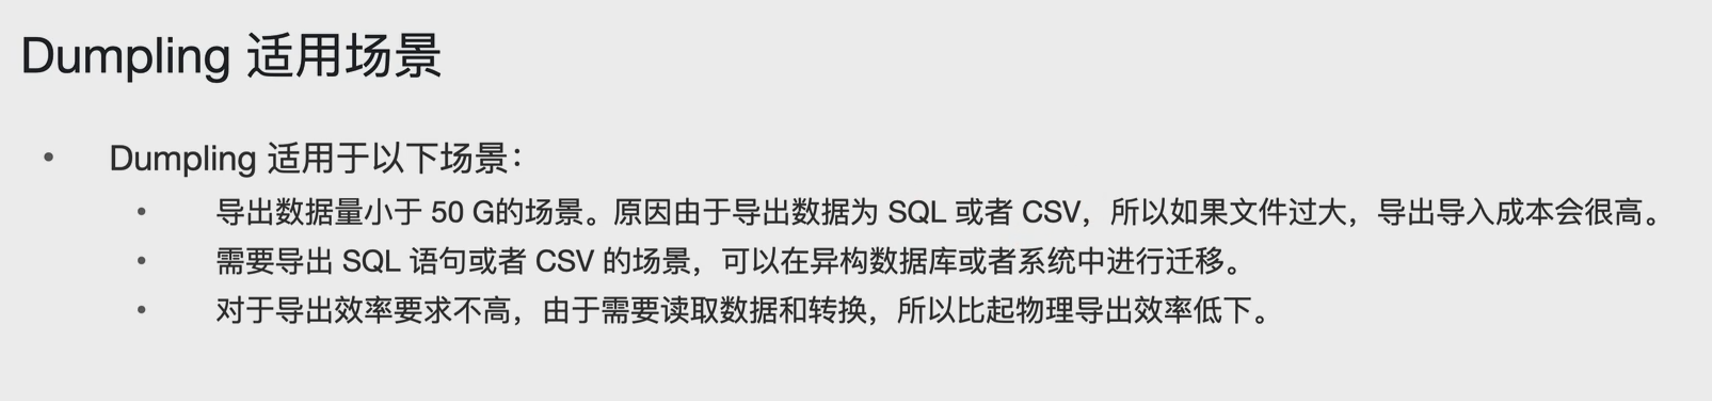 Dumpling 适用场景
• Dumpling 适用于以下场景：
• 导出数据量小于 50 G的场景。原因由于导出数据为 SQL 或者 CSV，所以如果文件过大，导出导入成本会很高。
• 需要导出 SQL 语句或者 CSV 的场景，可以在异构数据库或者系统中进行迁移。
• 对于导出效率要求不高，由于需要读取数据和转换，所以比起物理导出效率低下。